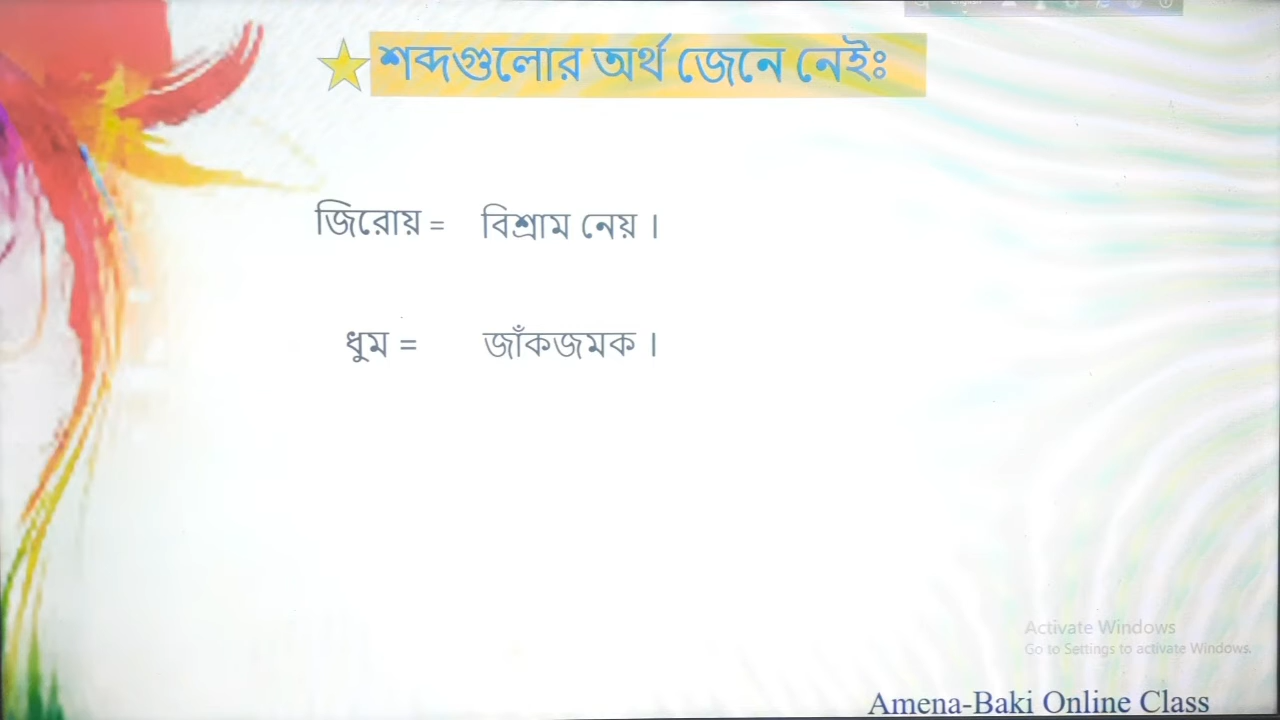 শব্দগুলোর অর্থ জেনে নেইঃ
জিরোয় = বিশ্রাম নেয় ।
ধুম = জাঁকজমক ।
Activate Windows
Go to Settings to activate Windows.
Amena-Baki Online Class